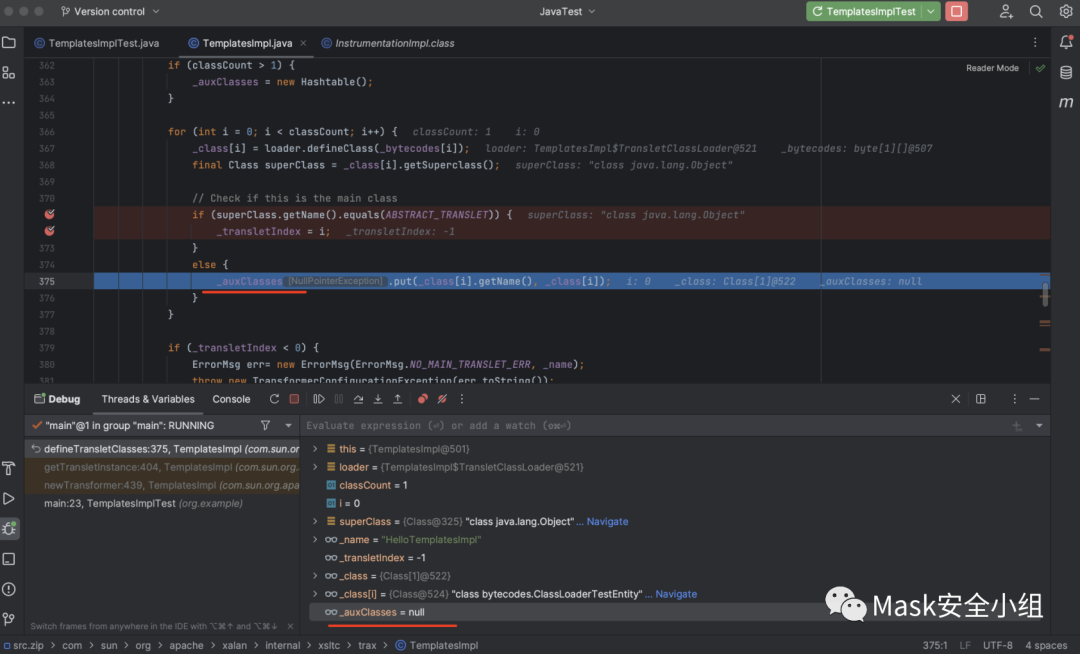 Version control
JavaTest
TemplatesImplTest
TemplatesImplTest.java
TemplatesImpl.java
InstrumentationImpl.class
Reader Mode
362 if (classCount > 1) {
363 _auxClasses = new Hashtable();
364 }
365
366 for (int i = 0; i < classCount; i++) { classCount: 1 i: 0
367 _class[i] = loader.defineClass(_bytecodes[i]); loader: TemplatesImpl$TransletClassLoader@521 _bytecodes: byte[1][]@507
368 final Class superClass = _class[i].getSuperclass(); superClass: "class java.lang.Object"
369
370 // Check if this is the main class
if (superClass.getName().equals(ABSTRACT_TRANSLET)) { superClass: "class java.lang.Object"
_transletIndex = i; _transletIndex: -1
373 }
374 else {
375 _auxClasses [NullPointerException] .put(_class[i].getName(), _class[i]); i: 0 _class: Class[1]@522 _auxClasses: null
376 }
377 }
378
379 if (_transletIndex < 0) {
380 ErrorMsg err= new ErrorMsg(ErrorMsg.NO_MAIN_TRANSLET_ERR, _name);
381 throw new TransformerConfigurationException(err.toString());
Debug
Threads & Variables
Console
"main"@1 in group "main": RUNNING
Evaluate expression (⏎) or add a watch (⌥⌘⏎)
defineTransletClasses:375, TemplatesImpl (com.sun.or
getTransletInstance:404, TemplatesImpl (com.sun.org.
newTransformer:439, TemplatesImpl (com.sun.org.apa
main:23, TemplatesImplTest (org.example)
this = {TemplatesImpl@501}
loader = {TemplatesImpl$TransletClassLoader@521}
classCount = 1
i = 0
superClass = {Class@325} "class java.lang.Object" ... Navigate
_name = "HelloTemplatesImpl"
_transletIndex = -1
_class = {Class[1]@522}
_class[i] = {Class@524} "class bytecodes.ClassLoaderTestEntity" ... Navigate
_auxClasses = null
Mask安全小组
Switch frames from anywhere in the IDE with ⌥⌘↑ and ⌥⌘↓
src.zip > com > sun > org > apache > xalan > internal > xsltc > trax > TemplatesImpl
375:1 LF UTF-8 4 spaces